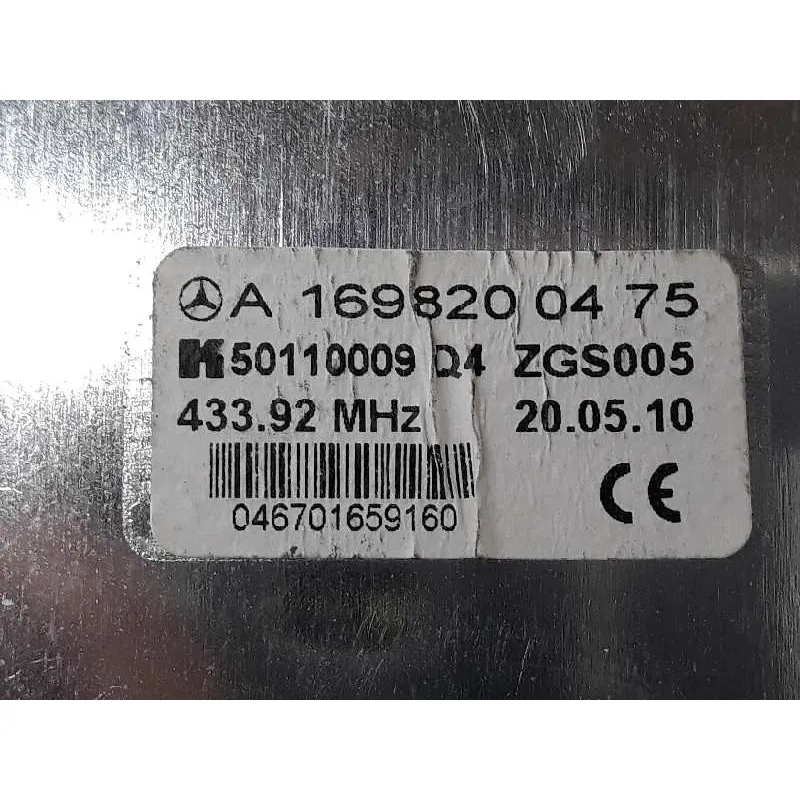 A 169820 04 75
50110009 Q4 ZGS005
433.92 MHz 20.05.10
046701659160
CE